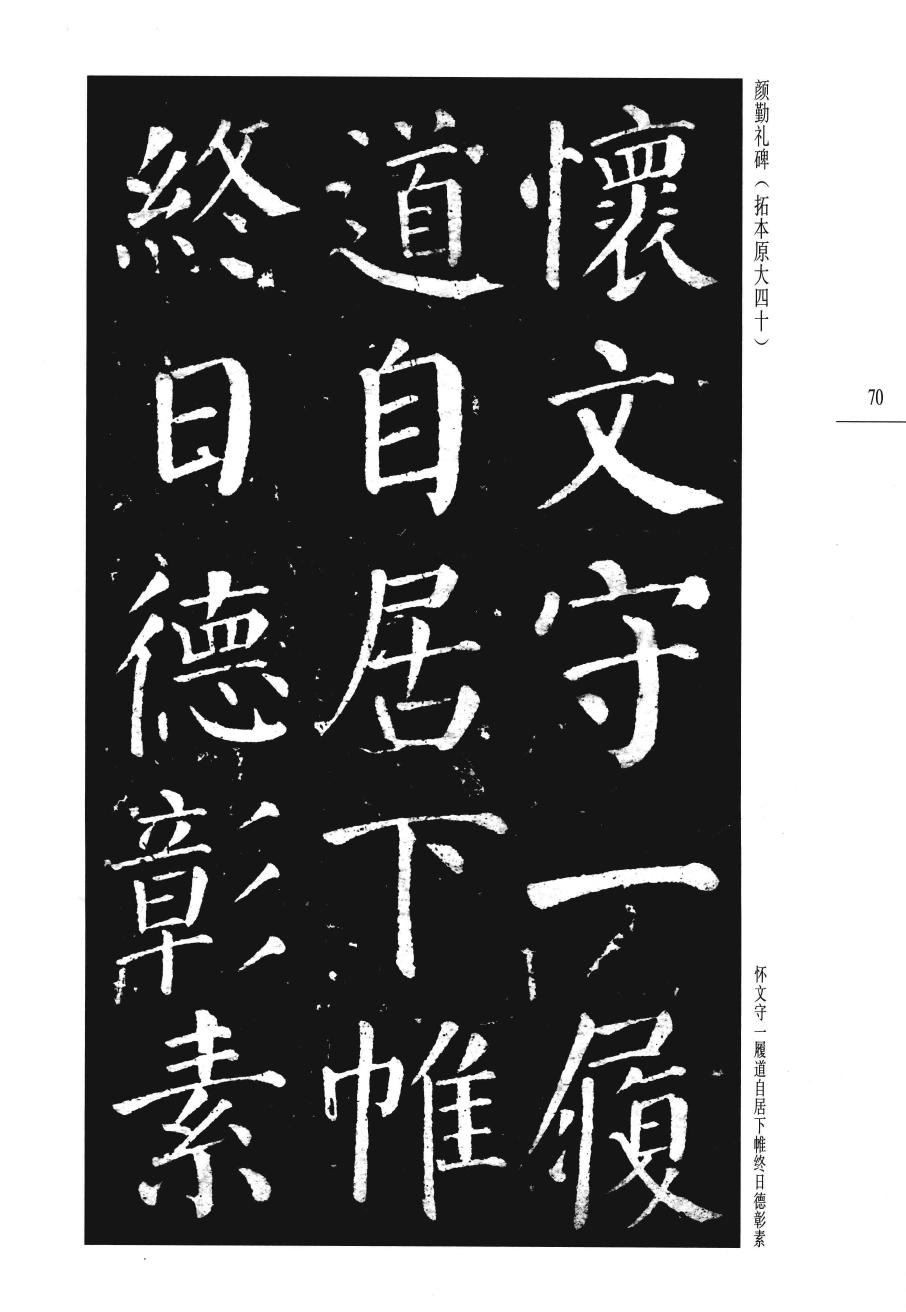 颜勤礼碑（拓本原大四十）
70
懷文守一履
道自居下帷
終日德彰素
怀文守一履道自居下帷终日德彰素